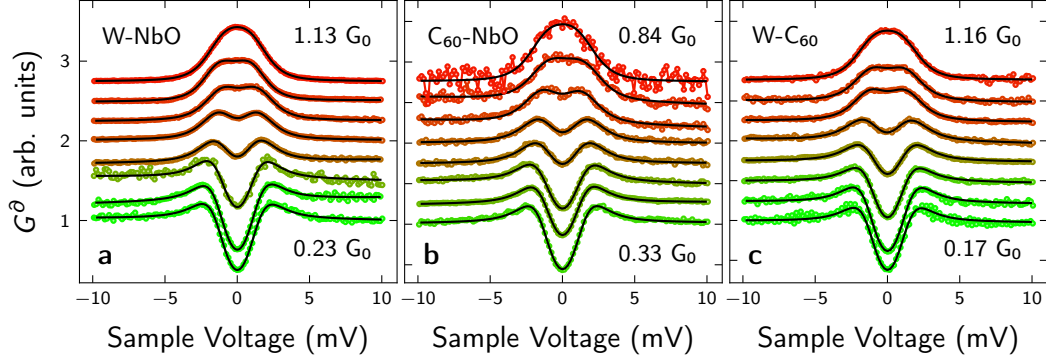 W-NbO
1.13 G₀
C₆₀-NbO
0.84 G₀
W-C₆₀
1.16 G₀
3
2
1
G^∂ (arb. units)
a
0.23 G₀
b
0.33 G₀
c
0.17 G₀
−10 −5 0 5 10
−10 −5 0 5 10
−10 −5 0 5 10
Sample Voltage (mV)
Sample Voltage (mV)
Sample Voltage (mV)